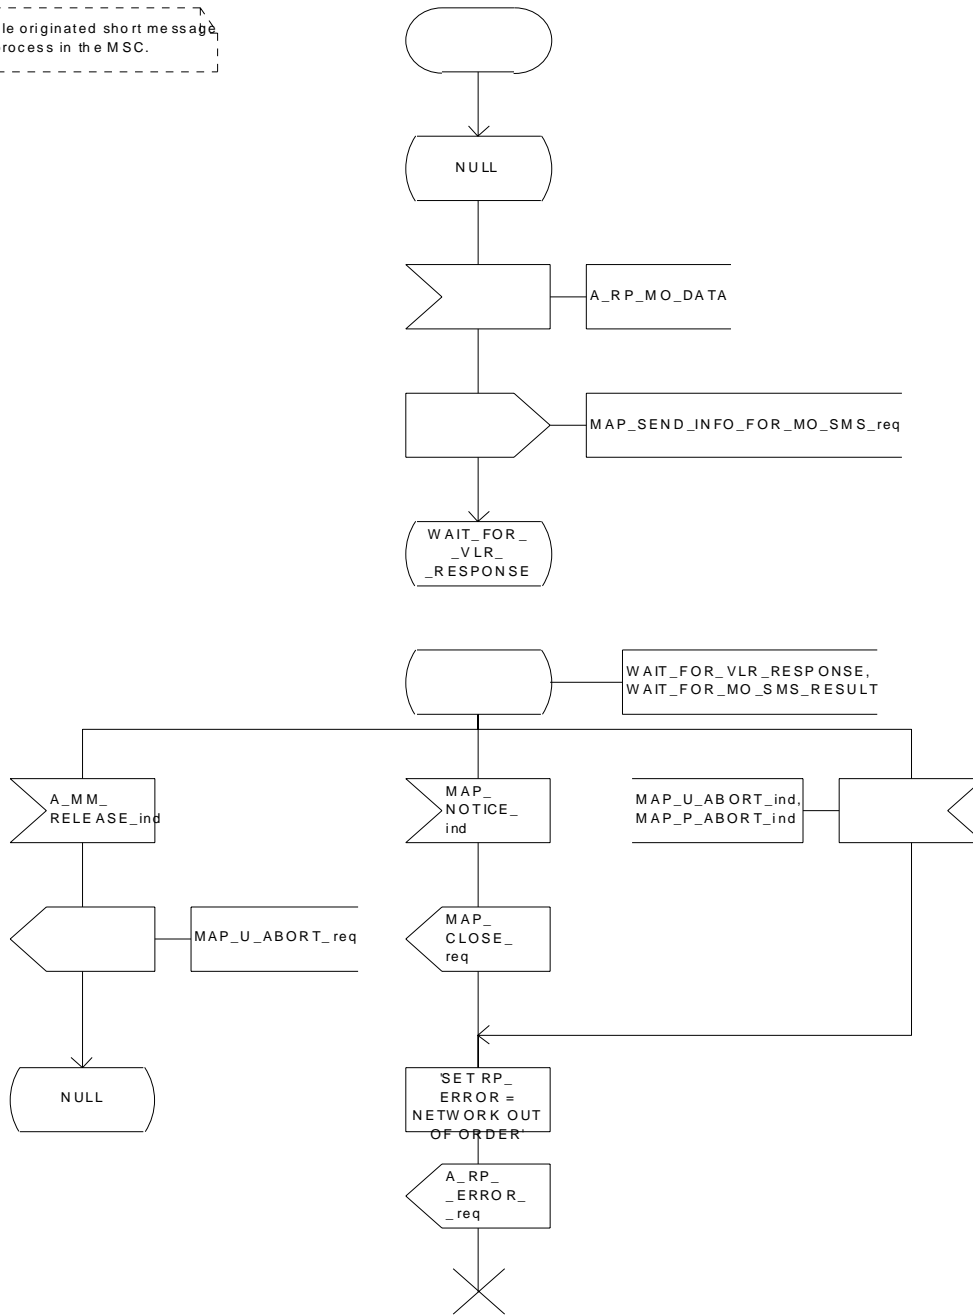 le originated short message
rocess in the MSC.
NULL
A_RP_MO_DATA
MAP_SEND_INFO_FOR_MO_SMS_req
WAIT_FOR_
_VLR_
_RESPONSE
WAIT_FOR_VLR_RESPONSE,
WAIT_FOR_MO_SMS_RESULT
A_MM_
RELEASE_ind
MAP_
NOTICE_
ind
MAP_U_ABORT_ind,
MAP_P_ABORT_ind
MAP_U_ABORT_req
MAP_
CLOSE_
req
NULL
'SET RP_
ERROR =
NETWORK OUT
OF ORDER'
A_RP_
_ERROR_
_req